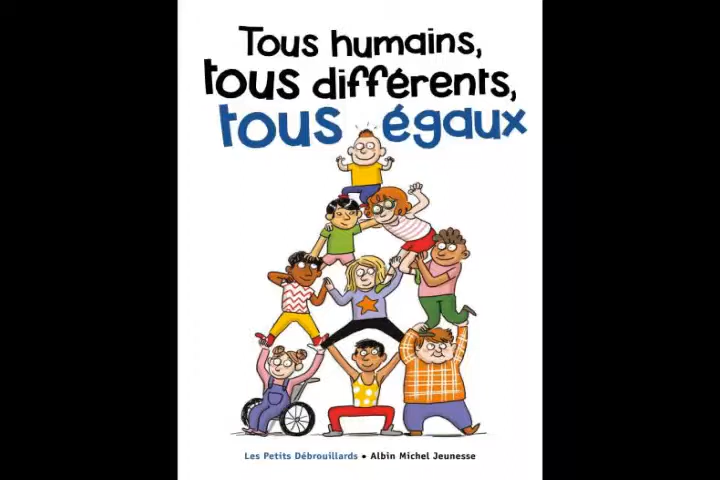 Tous humains,
tous différents,
tous égaux
Les Petits Débrouillards • Albin Michel Jeunesse